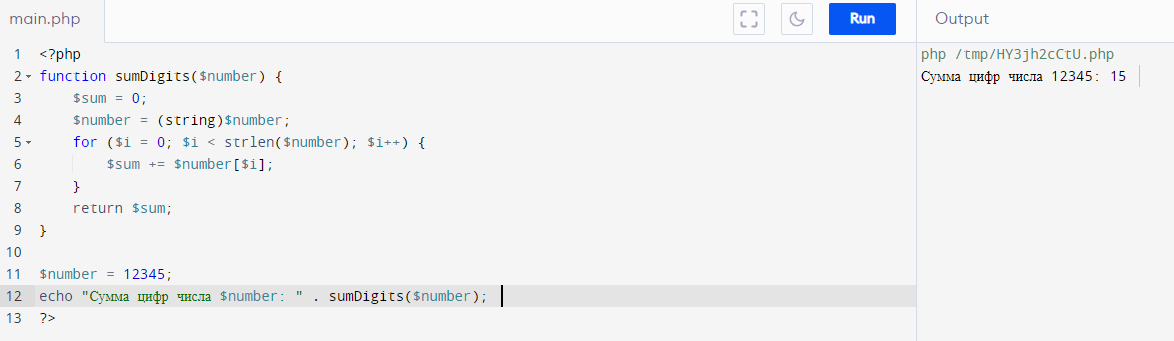 main.php
Run
Output
1 <?php
2 function sumDigits($number) {
3 $sum = 0;
4 $number = (string)$number;
5 for ($i = 0; $i < strlen($number); $i++) {
6 $sum += $number[$i];
7 }
8 return $sum;
9 }
10
11 $number = 12345;
12 echo "Сумма цифр числа $number: " . sumDigits($number);
13 ?>
php /tmp/HY3jh2cCtU.php
Сумма цифр числа 12345: 15